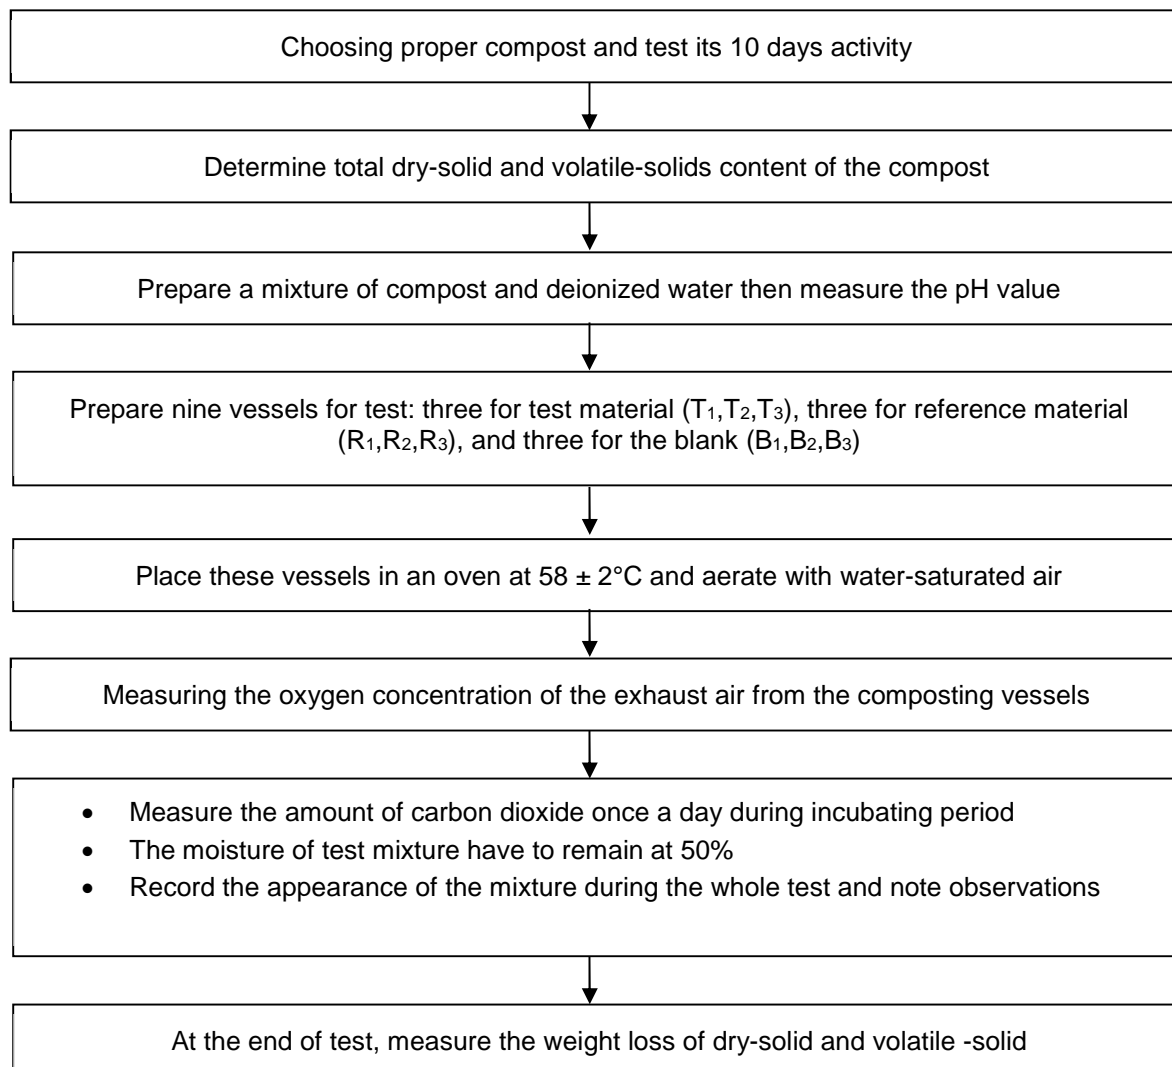 Choosing proper compost and test its 10 days activity
Determine total dry-solid and volatile-solids content of the compost
Prepare a mixture of compost and deionized water then measure the pH value
Prepare nine vessels for test: three for test material (T₁,T₂,T₃), three for reference material
(R₁,R₂,R₃), and three for the blank (B₁,B₂,B₃)
Place these vessels in an oven at 58 ± 2°C and aerate with water-saturated air
Measuring the oxygen concentration of the exhaust air from the composting vessels
• Measure the amount of carbon dioxide once a day during incubating period
• The moisture of test mixture have to remain at 50%
• Record the appearance of the mixture during the whole test and note observations
At the end of test, measure the weight loss of dry-solid and volatile -solid